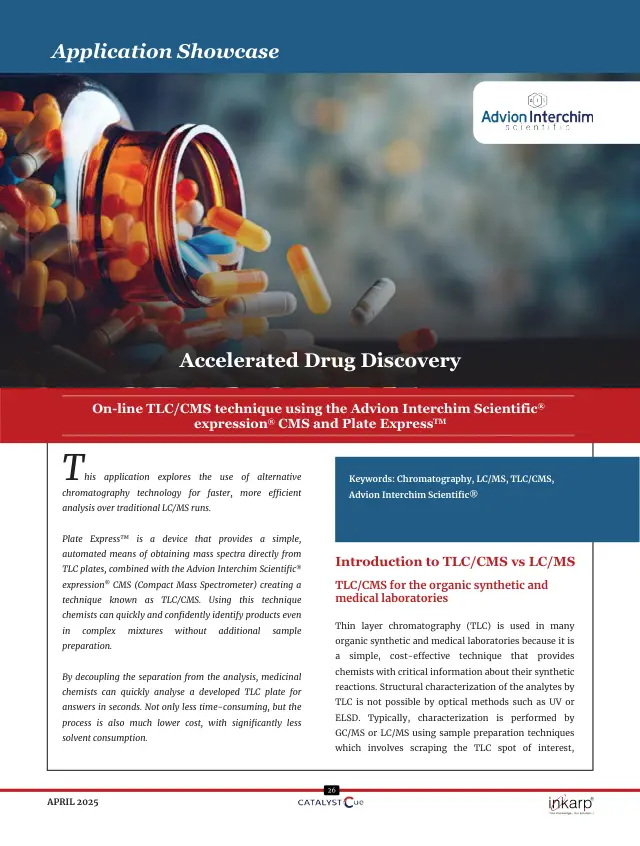 Application Showcase
Advion Interchim
scientific
Accelerated Drug Discovery
On-line TLC/CMS technique using the Advion Interchim Scientific®
expression® CMS and Plate Express™
This application explores the use of alternative
chromatography technology for faster, more efficient
analysis over traditional LC/MS runs.
Plate Express™ is a device that provides a simple,
automated means of obtaining mass spectra directly from
TLC plates, combined with the Advion Interchim Scientific®
expression® CMS (Compact Mass Spectrometer) creating a
technique known as TLC/CMS. Using this technique
chemists can quickly and confidently identify products even
in complex mixtures without additional sample
preparation.
By decoupling the separation from the analysis, medicinal
chemists can quickly analyse a developed TLC plate for
answers in seconds. Not only less time-consuming, but the
process is also much lower cost, with significantly less
solvent consumption.
Keywords: Chromatography, LC/MS, TLC/CMS,
Advion Interchim Scientific®
Introduction to TLC/CMS vs LC/MS
TLC/CMS for the organic synthetic and
medical laboratories
Thin layer chromatography (TLC) is used in many
organic synthetic and medical laboratories because it is
a simple, cost-effective technique that provides
chemists with critical information about their synthetic
reactions. Structural characterization of the analytes by
TLC is not possible by optical methods such as UV or
ELSD. Typically, characterization is performed by
GC/MS or LC/MS using sample preparation techniques
which involves scraping the TLC spot of interest,
26
APRIL 2025
CATALYST Cue
inkarp®